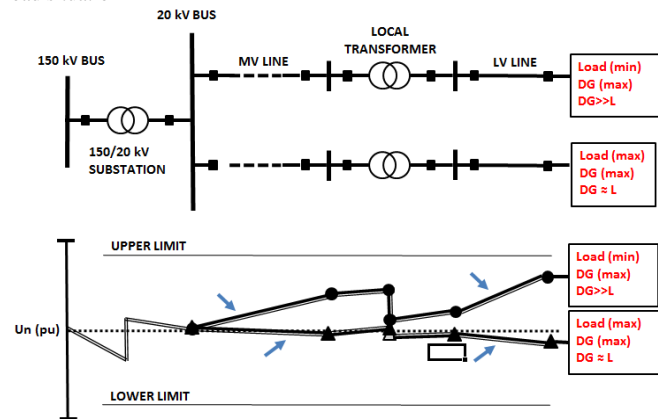 20 kV BUS
LOCAL
TRANSFORMER
150 kV BUS
MV LINE
LV LINE
Load (min)
DG (max)
DG>>L
150/20 kV
SUBSTATION
Load (max)
DG (max)
DG ≈ L
UPPER LIMIT
Load (min)
DG (max)
DG>>L
Un (pu)
Load (max)
DG (max)
DG ≈ L
LOWER LIMIT